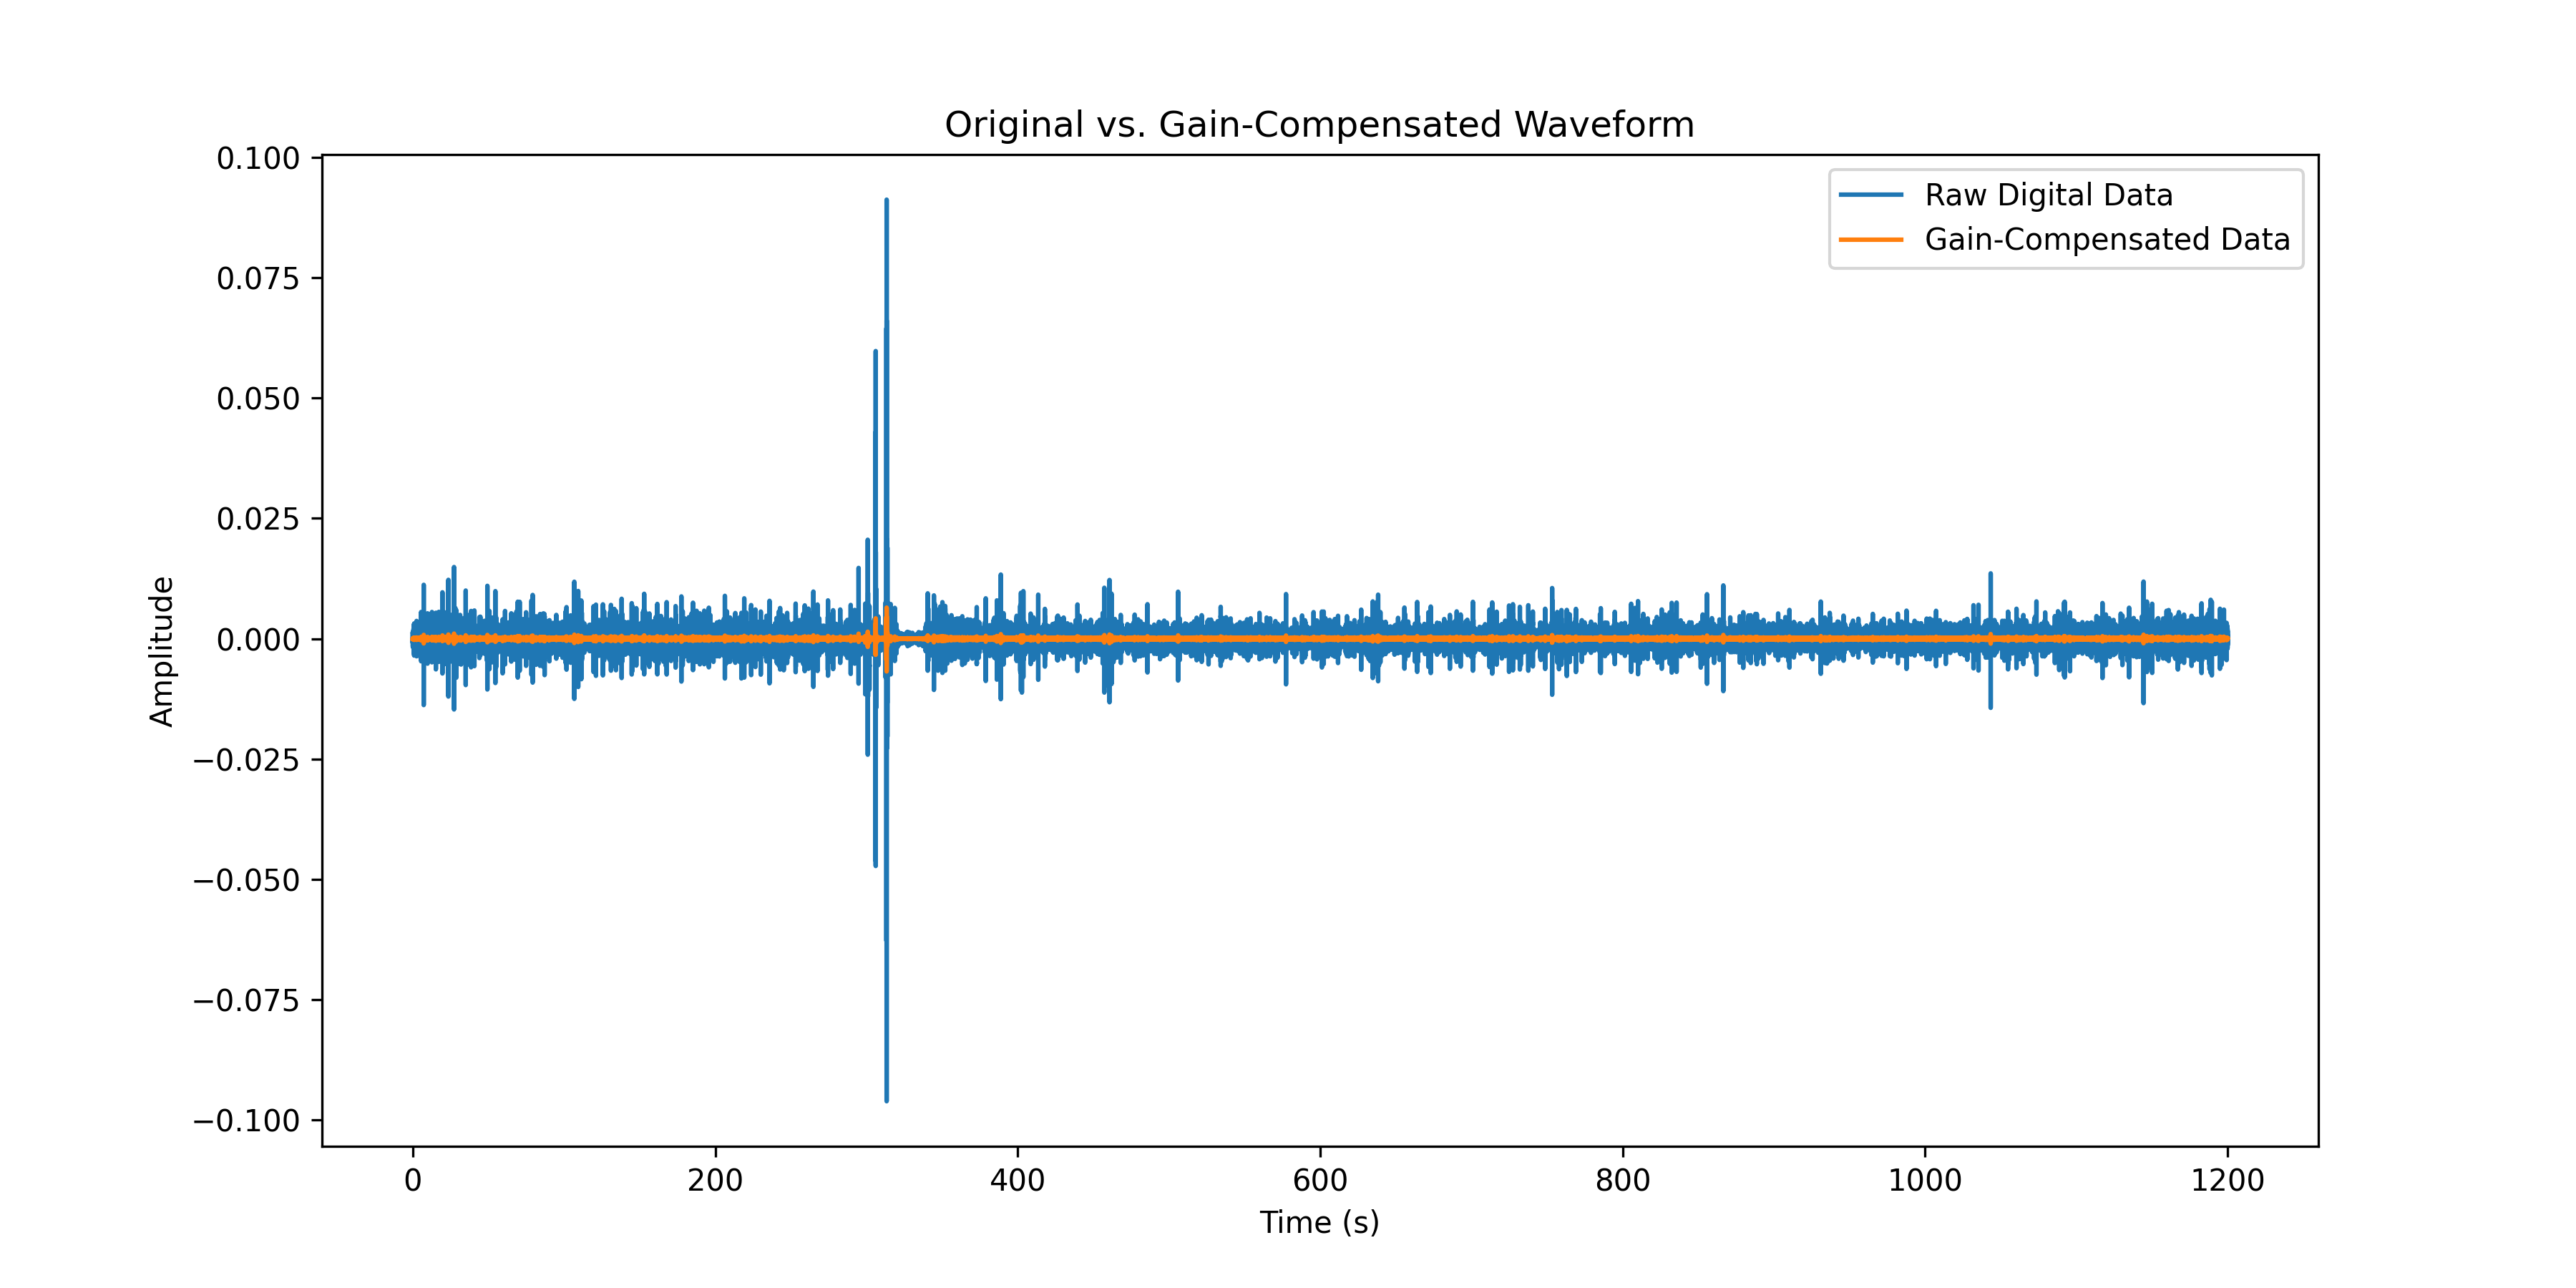 Original vs. Gain-Compensated Waveform
Raw Digital Data
Gain-Compensated Data
Amplitude
0.100
0.075
0.050
0.025
0.000
−0.025
−0.050
−0.075
−0.100
0 200 400 600 800 1000 1200
Time (s)